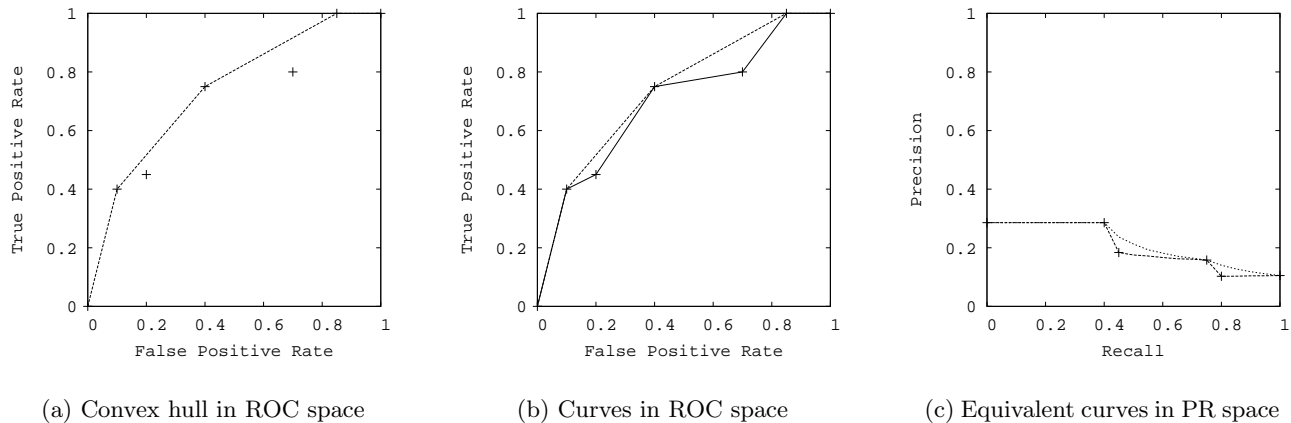 True Positive Rate
1
0.8
0.6
0.4
0.2
0
0 0.2 0.4 0.6 0.8 1
False Positive Rate
(a) Convex hull in ROC space
True Positive Rate
1
0.8
0.6
0.4
0.2
0
0 0.2 0.4 0.6 0.8 1
False Positive Rate
(b) Curves in ROC space
Precision
1
0.8
0.6
0.4
0.2
0
0 0.2 0.4 0.6 0.8 1
Recall
(c) Equivalent curves in PR space